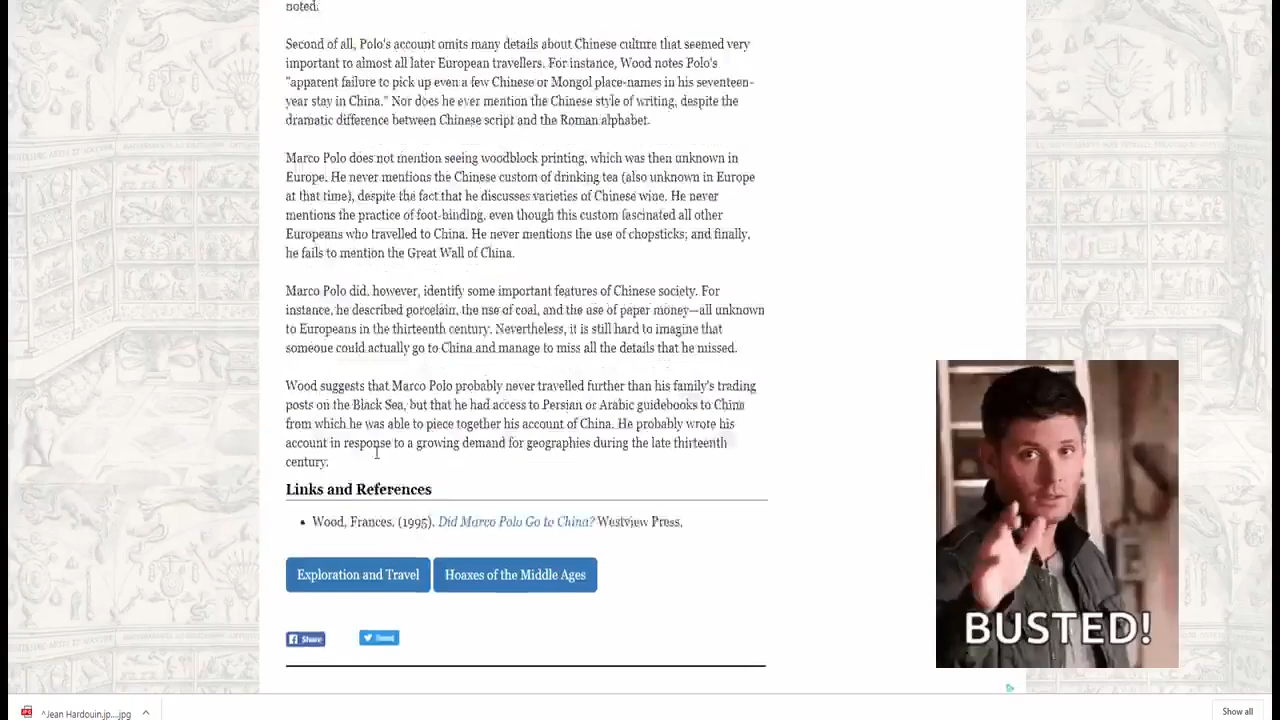 noted.
Second of all, Polo's account omits many details about Chinese culture that seemed very
important to almost all later European travellers. For instance, Wood notes Polo's
"apparent failure to pick up even a few Chinese or Mongol place-names in his seventeen-
year stay in China." Nor does he ever mention the Chinese style of writing, despite the
dramatic difference between Chinese script and the Roman alphabet.
Marco Polo does not mention seeing woodblock printing, which was then unknown in
Europe. He never mentions the Chinese custom of drinking tea (also unknown in Europe
at that time), despite the fact that he discusses varieties of Chinese wine. He never
mentions the practice of foot-binding, even though this custom fascinated all other
Europeans who travelled to China. He never mentions the use of chopsticks; and finally,
he fails to mention the Great Wall of China.
Marco Polo did, however, identify some important features of Chinese society. For
instance, he described porcelain, the use of coal, and the use of paper money—all unknown
to Europeans in the thirteenth century. Nevertheless, it is still hard to imagine that
someone could actually go to China and manage to miss all the details that he missed.
Wood suggests that Marco Polo probably never travelled further than his family's trading
posts on the Black Sea, but that he had access to Persian or Arabic guidebooks to China
from which he was able to piece together his account of China. He probably wrote his
account in response to a growing demand for geographies during the late thirteenth
century.
Links and References
• Wood, Frances. (1995). Did Marco Polo Go to China? Westview Press.
Exploration and Travel Hoaxes of the Middle Ages
Share Tweet
BUSTED!
^Jean Hardouin.jp....jpg
Show all